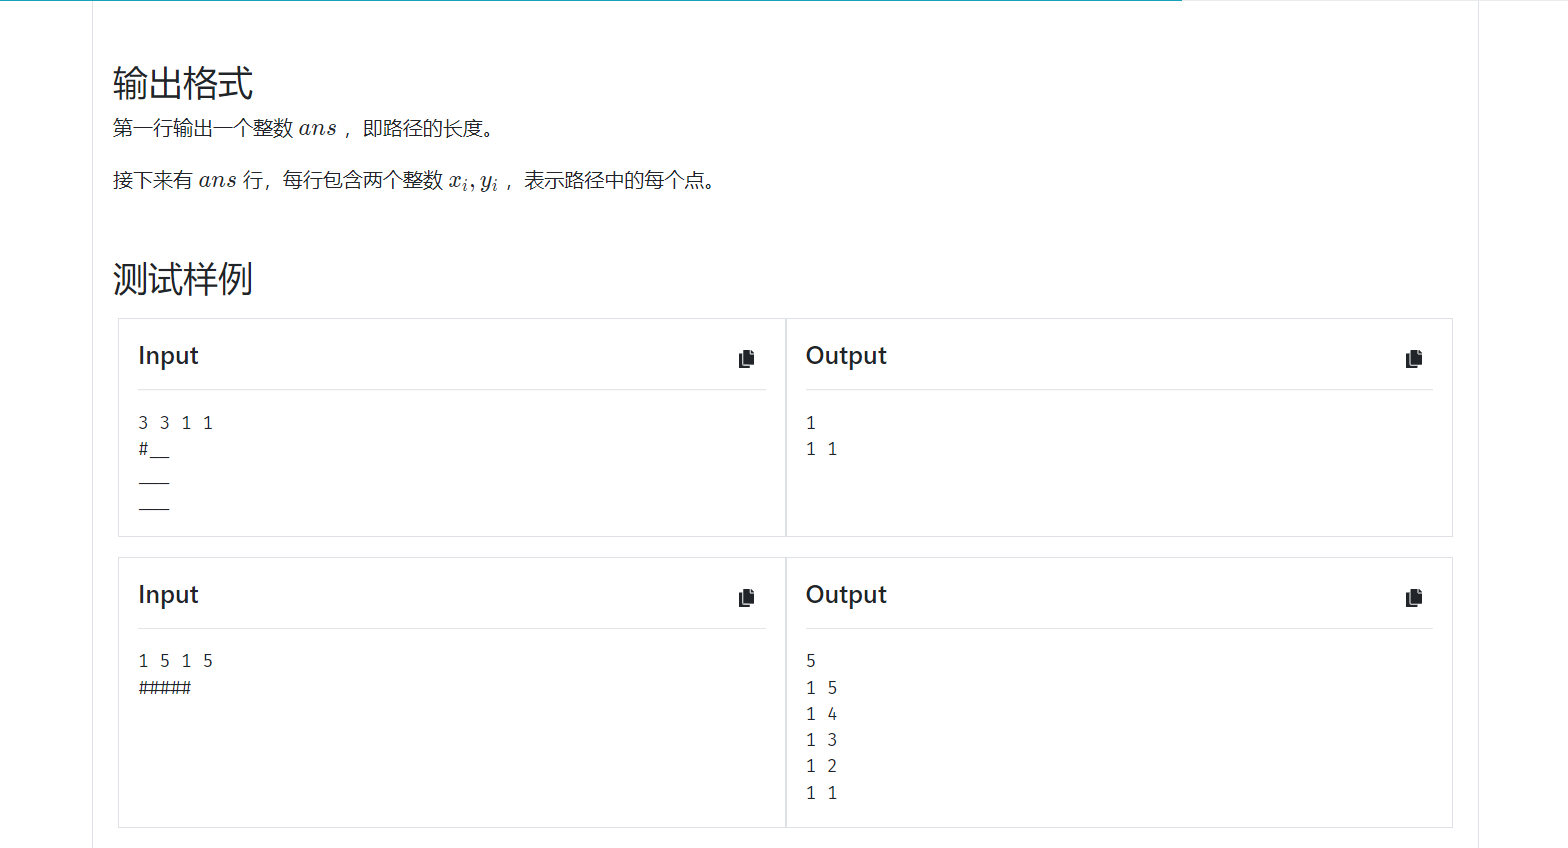 输出格式
第一行输出一个整数 ans ，即路径的长度。
接下来有 ans 行，每行包含两个整数 xi, yi ，表示路径中的每个点。
测试样例
Input
3 3 1 1
#__
___
___
Output
1
1 1
Input
1 5 1 5
#####
Output
5
1 5
1 4
1 3
1 2
1 1